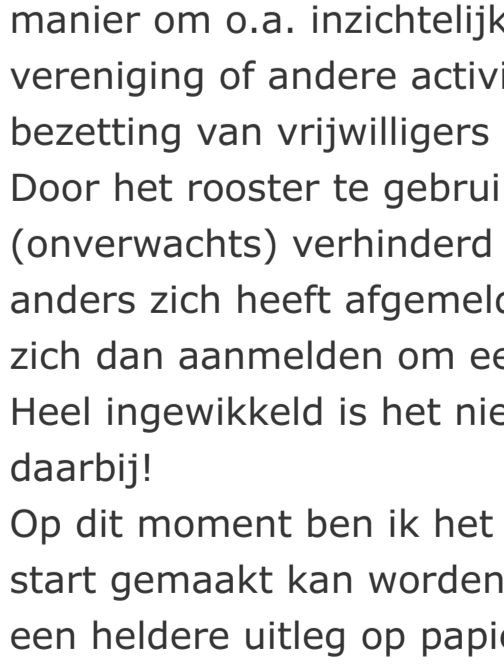 manier om o.a. inzichtelijk
vereniging of andere activi
bezetting van vrijwilligers
Door het rooster te gebrui
(onverwachts) verhinderd
anders zich heeft afgemeld
zich dan aanmelden om ee
Heel ingewikkeld is het nie
daarbij!
Op dit moment ben ik het
start gemaakt kan worden
een heldere uitleg op papie